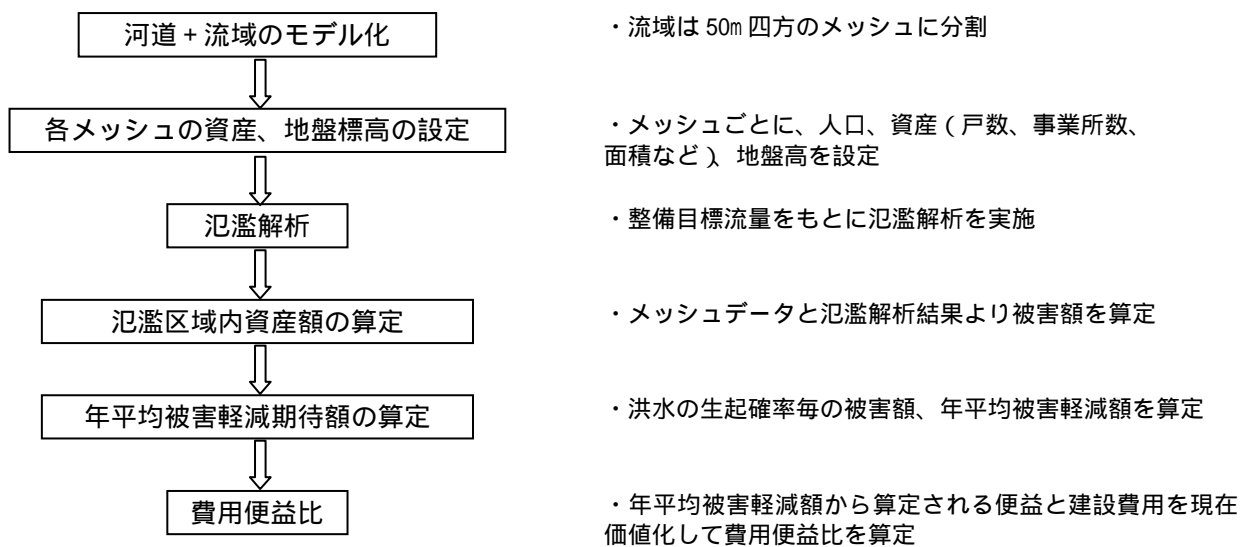 河道+流域のモデル化
・流域は50m四方のメッシュに分割
各メッシュの資産、地盤標高の設定
・メッシュごとに、人口、資産(戸数、事業所数、
面積など)、地盤高を設定
氾濫解析
・整備目標流量をもとに氾濫解析を実施
氾濫区域内資産額の算定
・メッシュデータと氾濫解析結果より被害額を算定
年平均被害軽減期待額の算定
・洪水の生起確率毎の被害額、年平均被害軽減額を算定
費用便益比
・年平均被害軽減額から算定される便益と建設費用を現在
価値化して費用便益比を算定